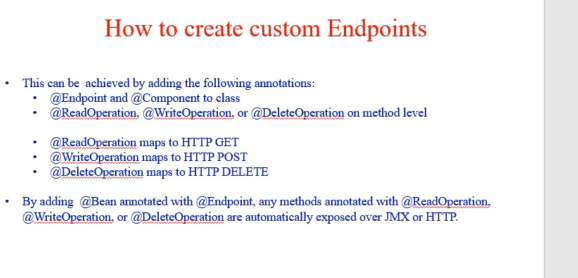 How to create custom Endpoints
• This can be achieved by adding the following annotations:
• @Endpoint and @Component to class
• @ReadOperation, @WriteOperation, or @DeleteOperation on method level
• @ReadOperation maps to HTTP GET
• @WriteOperation maps to HTTP POST
• @DeleteOperation maps to HTTP DELETE
• By adding @Bean annotated with @Endpoint, any methods annotated with @ReadOperation,
@WriteOperation, or @DeleteOperation are automatically exposed over JMX or HTTP.